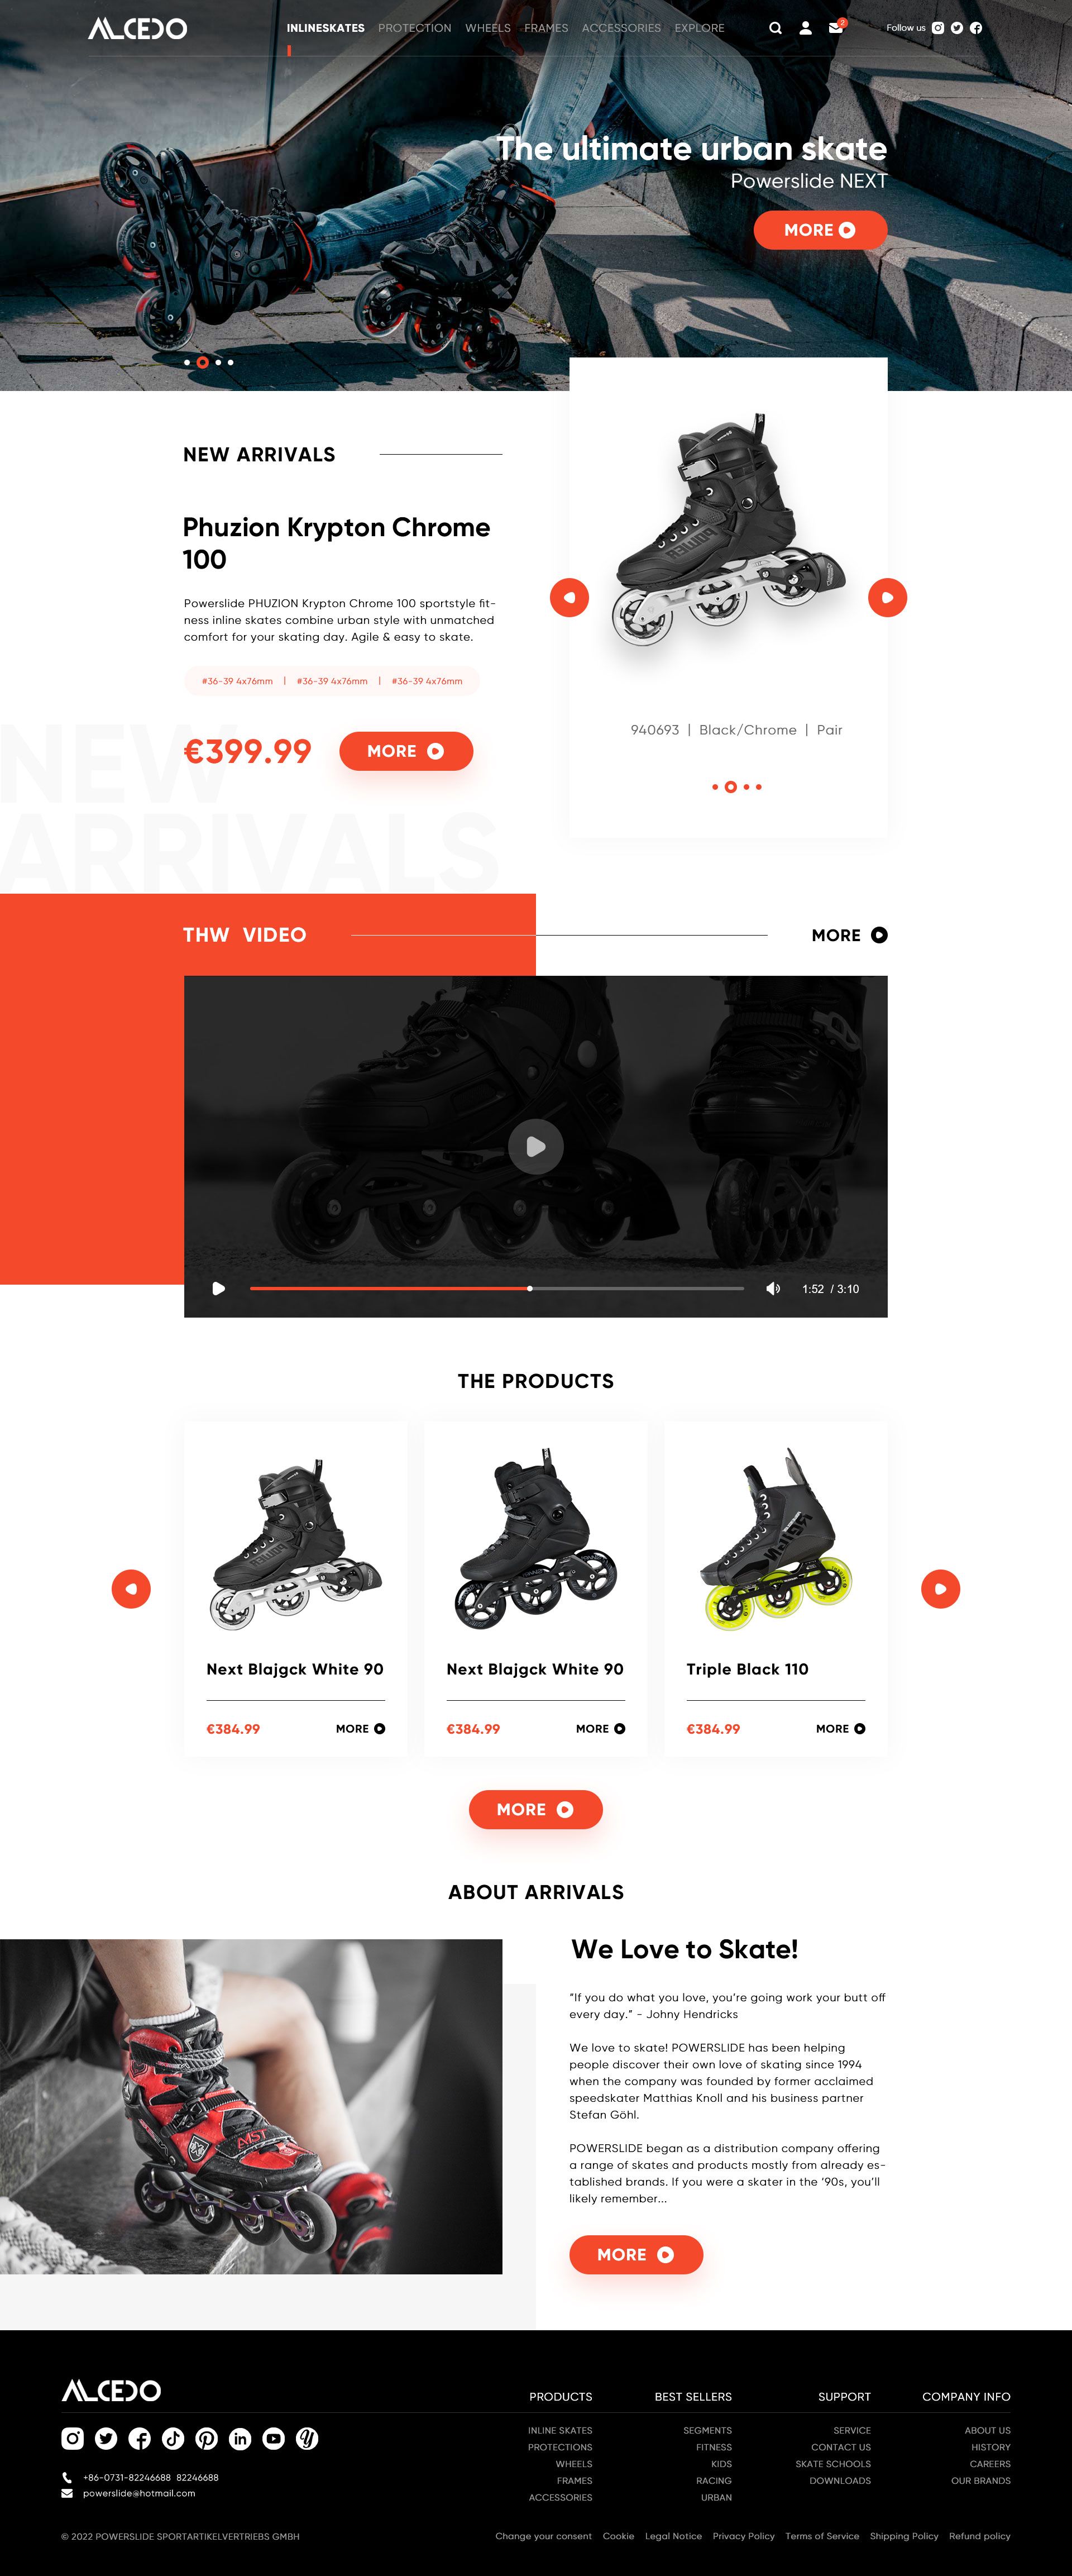 ALCEDO
INLINESKATES PROTECTION WHEELS FRAMES ACCESSORIES EXPLORE
2
Follow us
The ultimate urban skate
Powerslide NEXT
MORE
NEW ARRIVALS
Phuzion Krypton Chrome
100
Powerslide PHUZION Krypton Chrome 100 sportstyle fit-
ness inline skates combine urban style with unmatched
comfort for your skating day. Agile & easy to skate.
#36-39 4x76mm | #36-39 4x76mm | #36-39 4x76mm
€399.99
MORE
NEW
ARRIVALS
940693 | Black/Chrome | Pair
THW VIDEO
MORE
1:52 / 3:10
THE PRODUCTS
Next Blajgck White 90
€384.99
MORE
Next Blajgck White 90
€384.99
MORE
Triple Black 110
€384.99
MORE
MORE
ABOUT ARRIVALS
We Love to Skate!
“If you do what you love, you’re going work your butt off
every day.” - Johny Hendricks
We love to skate! POWERSLIDE has been helping
people discover their own love of skating since 1994
when the company was founded by former acclaimed
speedskater Matthias Knoll and his business partner
Stefan Göhl.
POWERSLIDE began as a distribution company offering
a range of skates and products mostly from already es-
tablished brands. If you were a skater in the ’90s, you’ll
likely remember...
MORE
ALCEDO
+86-0731-82246688 82246688
powerslide@hotmail.com
PRODUCTS
INLINE SKATES
PROTECTIONS
WHEELS
FRAMES
ACCESSORIES
BEST SELLERS
SEGMENTS
FITNESS
KIDS
RACING
URBAN
SUPPORT
SERVICE
CONTACT US
SKATE SCHOOLS
DOWNLOADS
COMPANY INFO
ABOUT US
HISTORY
CAREERS
OUR BRANDS
© 2022 POWERSLIDE SPORTARTIKELVERTRIEBS GMBH
Change your consent Cookie Legal Notice Privacy Policy Terms of Service Shipping Policy Refund policy